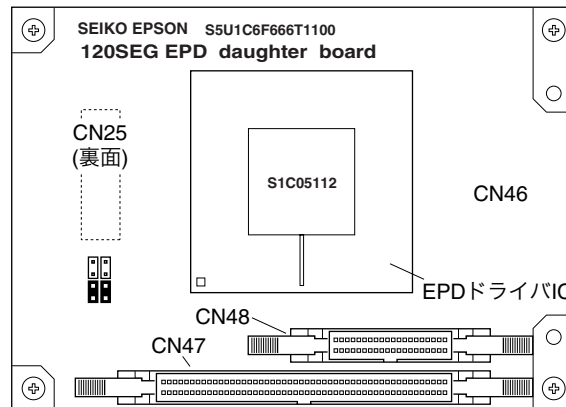 SEIKO EPSON S5U1C6F666T1100
120SEG EPD daughter board
CN25
(裏面)
S1C05112
CN46
EPDドライバIC
CN48
CN47